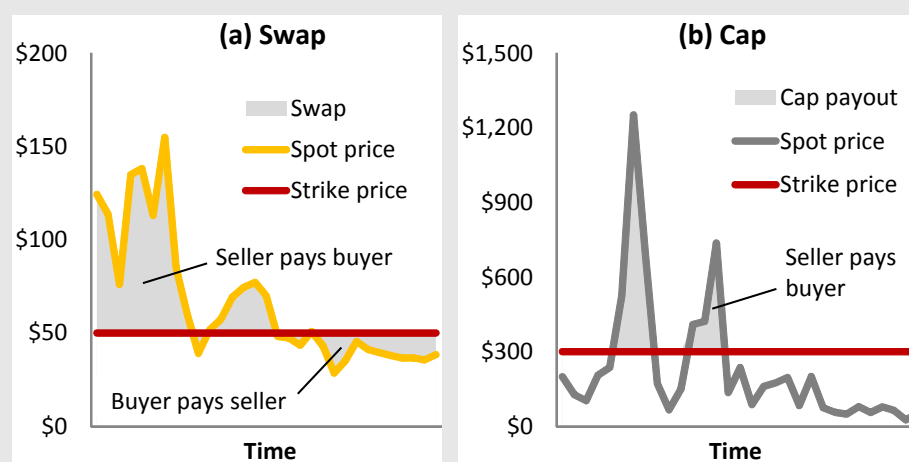 (a) Swap
$200
$150
$100
$50
$0
Swap
Spot price
Strike price
Seller pays buyer
Buyer pays seller
Time
(b) Cap
$1,500
$1,200
$900
$600
$300
$0
Cap payout
Spot price
Strike price
Seller pays
buyer
Time